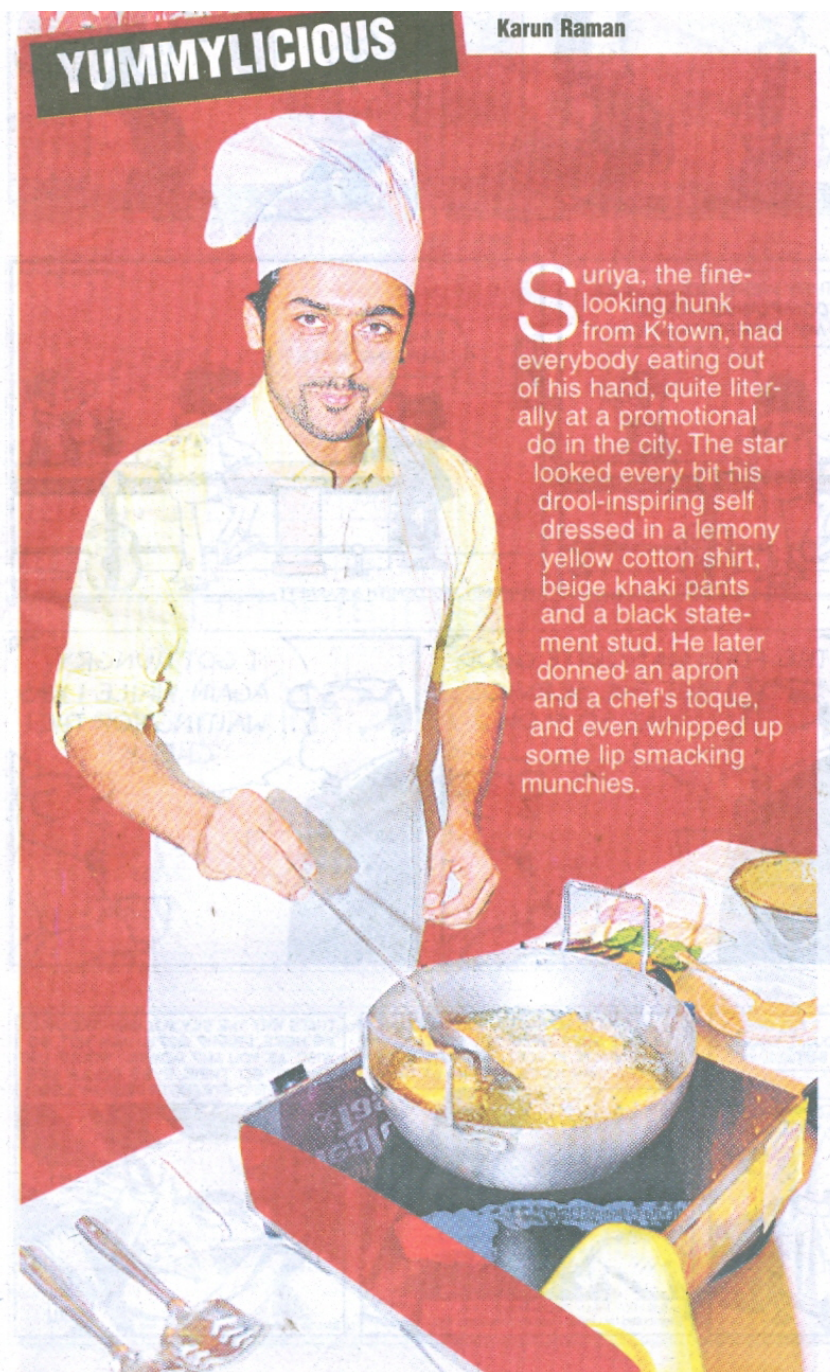 YUMMYLICIOUS
Karun Raman
Suriya, the fine-
looking hunk
from K'town, had
everybody eating out
of his hand, quite liter-
ally at a promotional
do in the city. The star
looked every bit his
drool-inspiring self
dressed in a lemony
yellow cotton shirt,
beige khaki pants
and a black state-
ment stud. He later
donned an apron
and a chef's toque,
and even whipped up
some lip smacking
munchies.